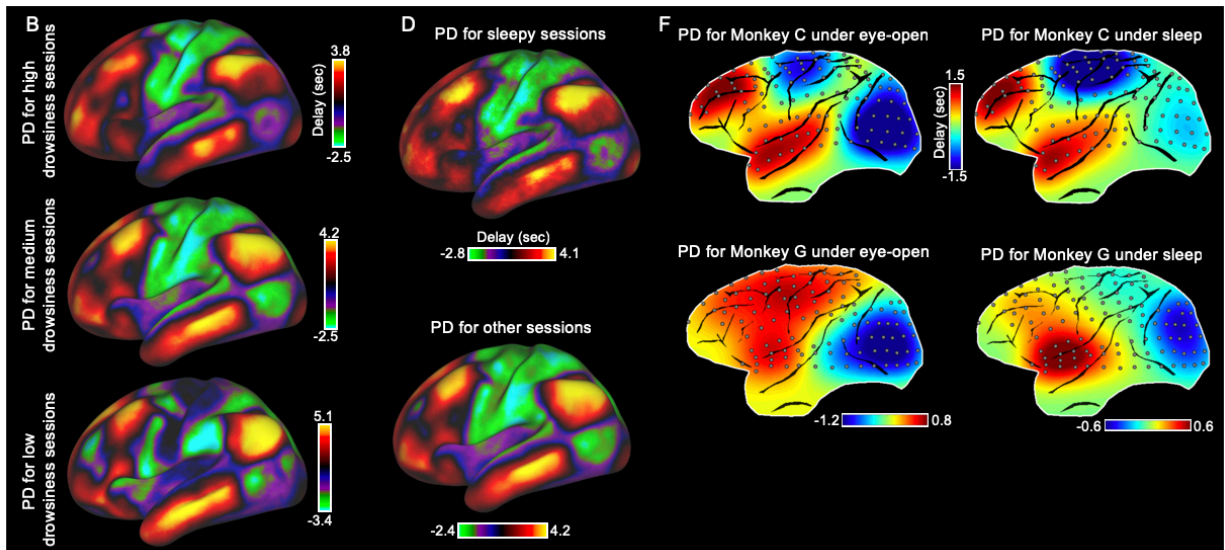 B
PD for high
drowsiness sessions
3.8
Delay (sec)
-2.5
PD for medium
drowsiness sessions
4.2
-2.5
PD for low
drowsiness sessions
5.1
-3.4
D
PD for sleepy sessions
Delay (sec)
-2.8 4.1
PD for other sessions
-2.4 4.2
F
PD for Monkey C under eye-open
PD for Monkey C under sleep
1.5
Delay (sec)
-1.5
PD for Monkey G under eye-open
PD for Monkey G under sleep
-1.2 0.8
-0.6 0.6